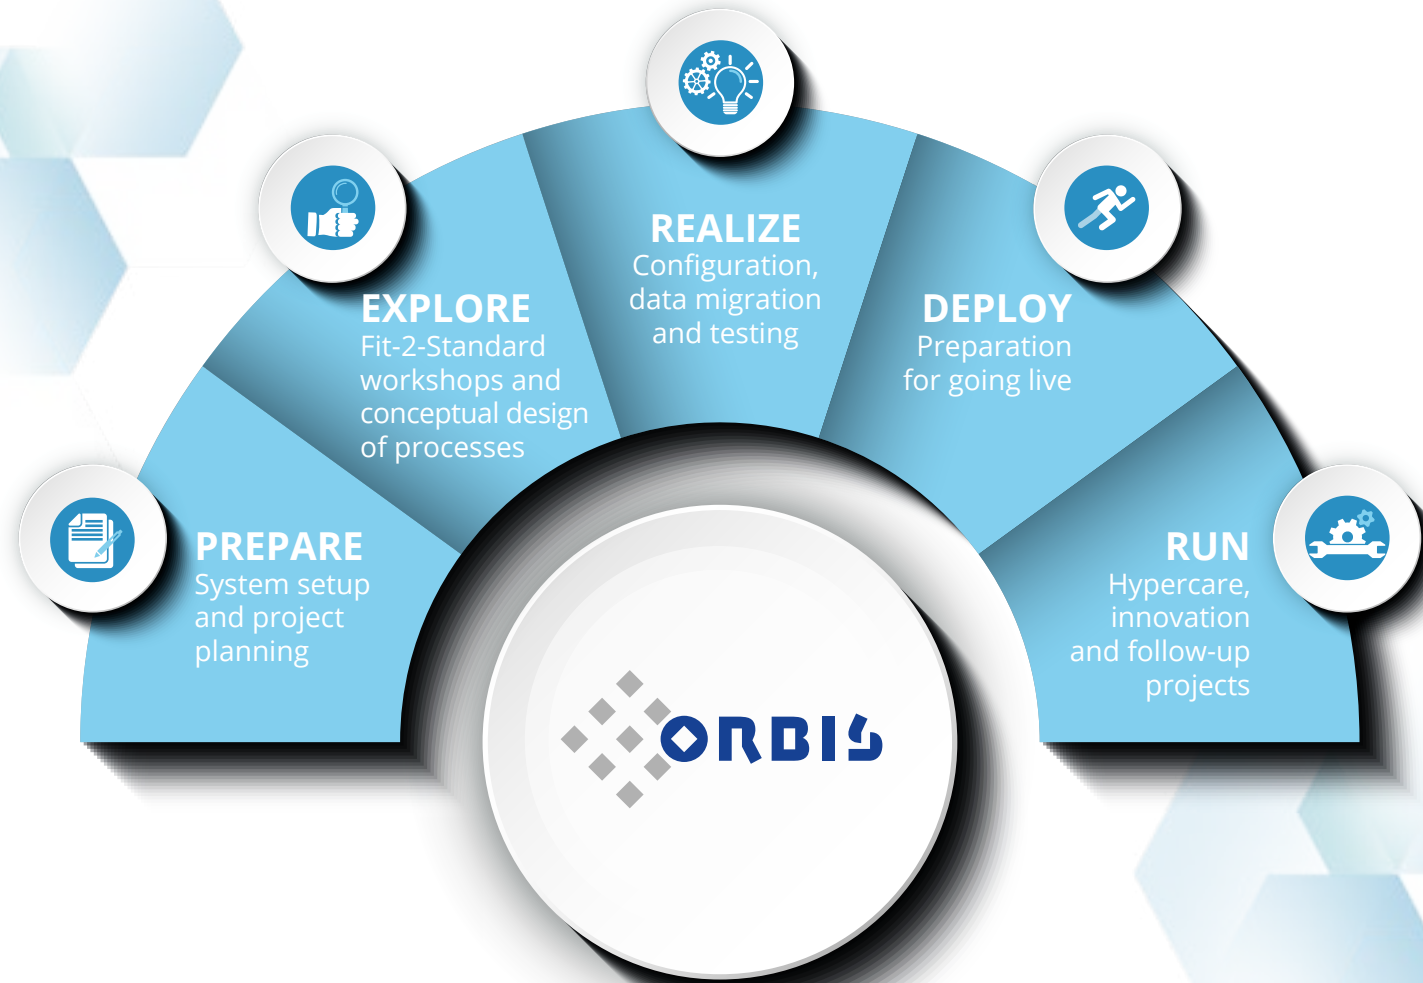 PREPARE
System setup
and project
planning
EXPLORE
Fit-2-Standard
workshops and
conceptual design
of processes
REALIZE
Configuration,
data migration
and testing
DEPLOY
Preparation
for going live
RUN
Hypercare,
innovation
and follow-up
projects
ORBIS